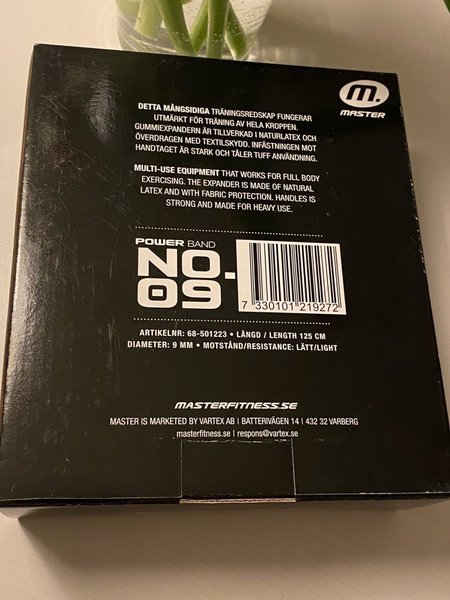 M.
MASTER
DETTA MÅNGSIDIGA TRÄNINGSREDSKAP FUNGERAR
UTMÄRKT FÖR TRÄNING AV HELA KROPPEN.
GUMMIEXPANDERN ÄR TILLVERKAD I NATURLATEX OCH
ÖVERDRAGEN MED TEXTILSKYDD. INFÄSTNINGEN MOT
HANDTAGET ÄR STARK OCH TÅLER TUFF ANVÄNDNING.
MULTI-USE EQUIPMENT THAT WORKS FOR FULL BODY
EXERCISING. THE EXPANDER IS MADE OF NATURAL
LATEX AND WITH FABRIC PROTECTION. HANDLES IS
STRONG AND MADE FOR HEAVY USE.
POWER BAND
NO.
09
7 330101 219272
ARTIKELNR: 68-501223 • LÄNGD / LENGTH 125 CM
DIAMETER: 9 MM • MOTSTÅND/RESISTANCE: LÄTT/LIGHT
MASTERFITNESS.SE
MASTER IS MARKETED BY VARTEX AB | BATTERIVÄGEN 14 | 432 32 VARBERG
masterfitness.se | respons@vartex.se